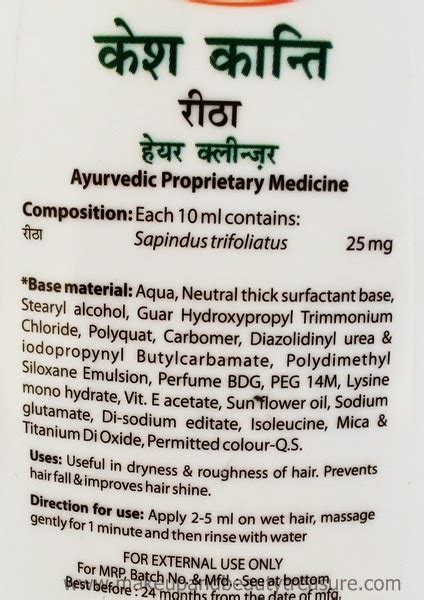 केश कान्ति
रीठा
हेयर क्लीन्ज़र
Ayurvedic Proprietary Medicine
Composition: Each 10 ml contains:
रीठा Sapindus trifoliatus 25 mg
*Base material: Aqua, Neutral thick surfactant base,
Stearyl alcohol, Guar Hydroxypropyl Trimmonium
Chloride, Polyquat, Carbomer, Diazolidinyl urea &
iodopropynyl Butylcarbamate, Polydimethyl
Siloxane Emulsion, Perfume BDG, PEG 14M, Lysine
mono hydrate, Vit. E acetate, Sun flower oil, Sodium
glutamate, Di-sodium editate, Isoleucine, Mica &
Titanium Di Oxide, Permitted colour-Q.S.
Uses: Useful in dryness & roughness of hair. Prevents
hair fall & improves hair shine.
Direction for use: Apply 2-5 ml on wet hair, massage
gently for 1 minute and then rinse with water
FOR EXTERNAL USE ONLY
For MRP, Batch No. & Mfd.: See at bottom
www.makeupandbeautytreasure.com
Best before : 24 months from the date of mfg.